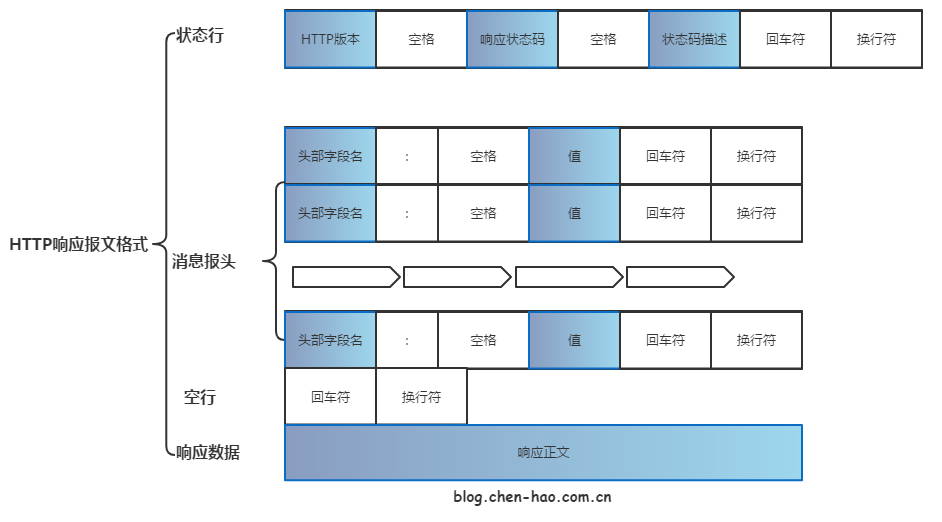 状态行
HTTP版本 空格 响应状态码 空格 状态码描述 回车符 换行符
头部字段名 : 空格 值 回车符 换行符
头部字段名 : 空格 值 回车符 换行符
HTTP响应报文格式
消息报头
头部字段名 : 空格 值 回车符 换行符
空行
回车符 换行符
响应数据
响应正文
blog.chen-hao.com.cn